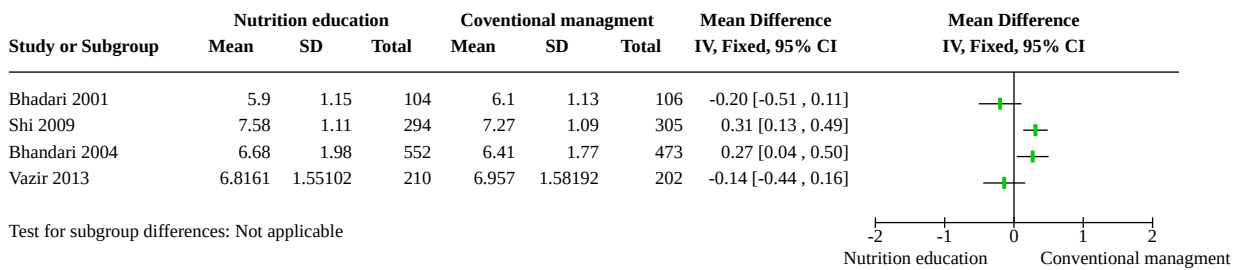 Nutrition education Coventional managment Mean Difference Mean Difference
Study or Subgroup Mean SD Total Mean SD Total IV, Fixed, 95% CI IV, Fixed, 95% CI
Bhadari 2001 5.9 1.15 104 6.1 1.13 106 -0.20 [-0.51 , 0.11]
Shi 2009 7.58 1.11 294 7.27 1.09 305 0.31 [0.13 , 0.49]
Bhandari 2004 6.68 1.98 552 6.41 1.77 473 0.27 [0.04 , 0.50]
Vazir 2013 6.8161 1.55102 210 6.957 1.58192 202 -0.14 [-0.44 , 0.16]
Test for subgroup differences: Not applicable
-2 -1 0 1 2
Nutrition education Conventional managment